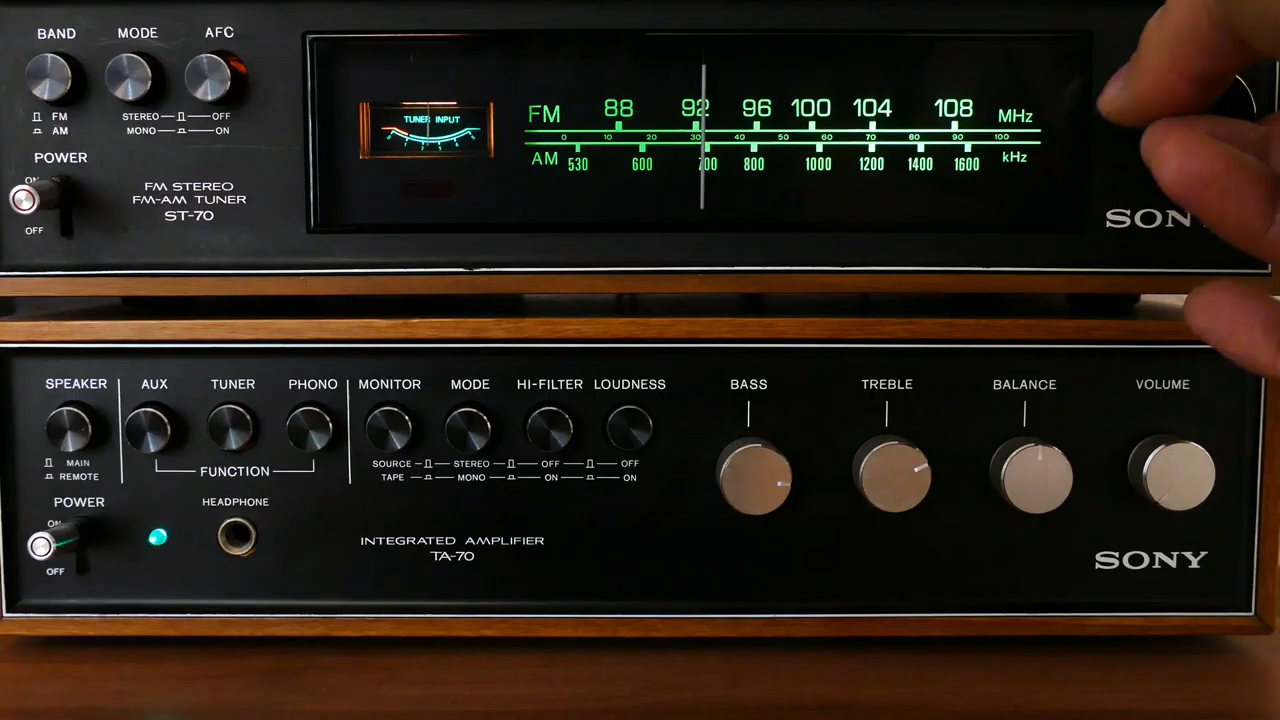 BAND MODE AFC
FM STEREO OFF
AM MONO ON
POWER
ON
OFF
FM STEREO
FM-AM TUNER
ST-70
TUNER INPUT
FM 88 92 96 100 104 108 MHz
0 10 20 30 40 50 60 70 80 90 100
AM 530 600 700 800 1000 1200 1400 1600 kHz
SONY
SPEAKER AUX TUNER PHONO MONITOR MODE HI-FILTER LOUDNESS BASS TREBLE BALANCE VOLUME
MAIN SOURCE STEREO OFF OFF
REMOTE FUNCTION TAPE MONO ON ON
POWER HEADPHONE
ON
OFF
INTEGRATED AMPLIFIER
TA-70
SONY